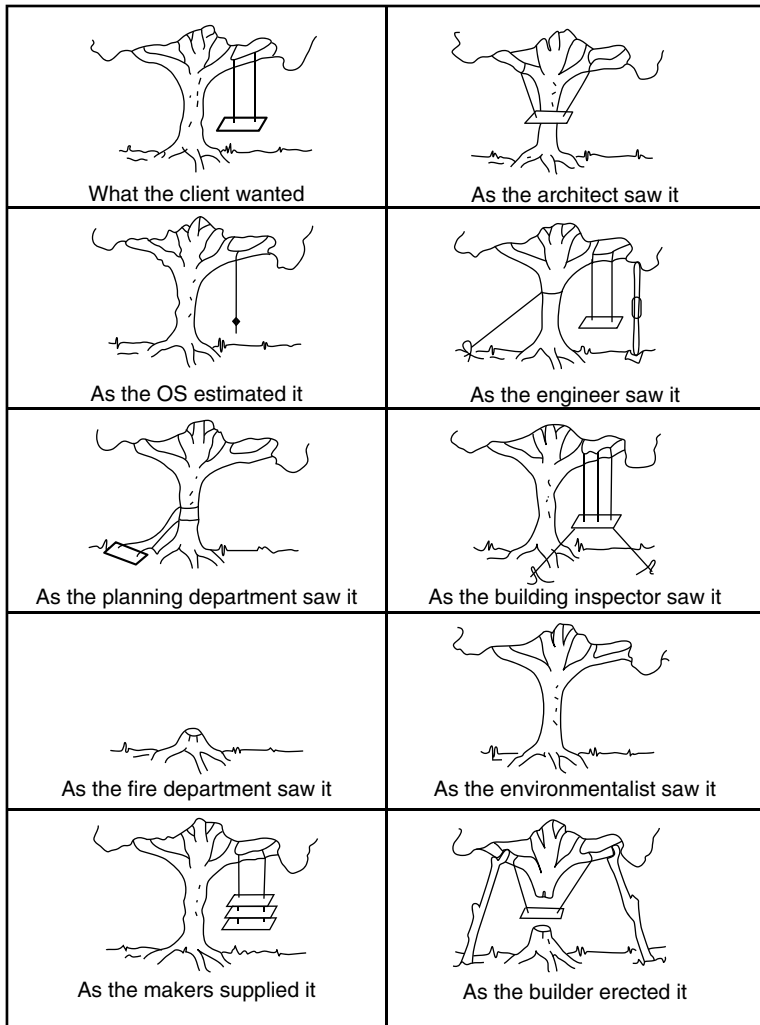 What the client wanted
As the architect saw it
As the OS estimated it
As the engineer saw it
As the planning department saw it
As the building inspector saw it
As the fire department saw it
As the environmentalist saw it
As the makers supplied it
As the builder erected it